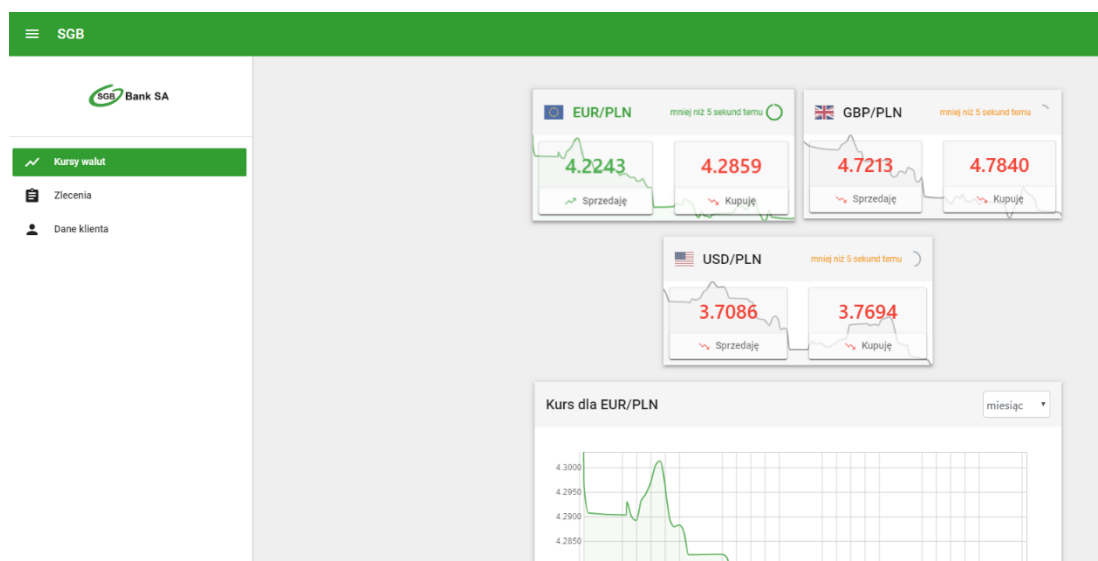 SGB
SGB Bank SA
Kursy walut
Zlecenia
Dane klienta
EUR/PLN mniej niż 5 sekund temu
4.2243 4.2859
Sprzedaję Kupuję
GBP/PLN mniej niż 5 sekund temu
4.7213 4.7840
Sprzedaję Kupuję
USD/PLN mniej niż 5 sekund temu
3.7086 3.7694
Sprzedaję Kupuję
Kurs dla EUR/PLN miesiąc
4.3000
4.2950
4.2900
4.2850